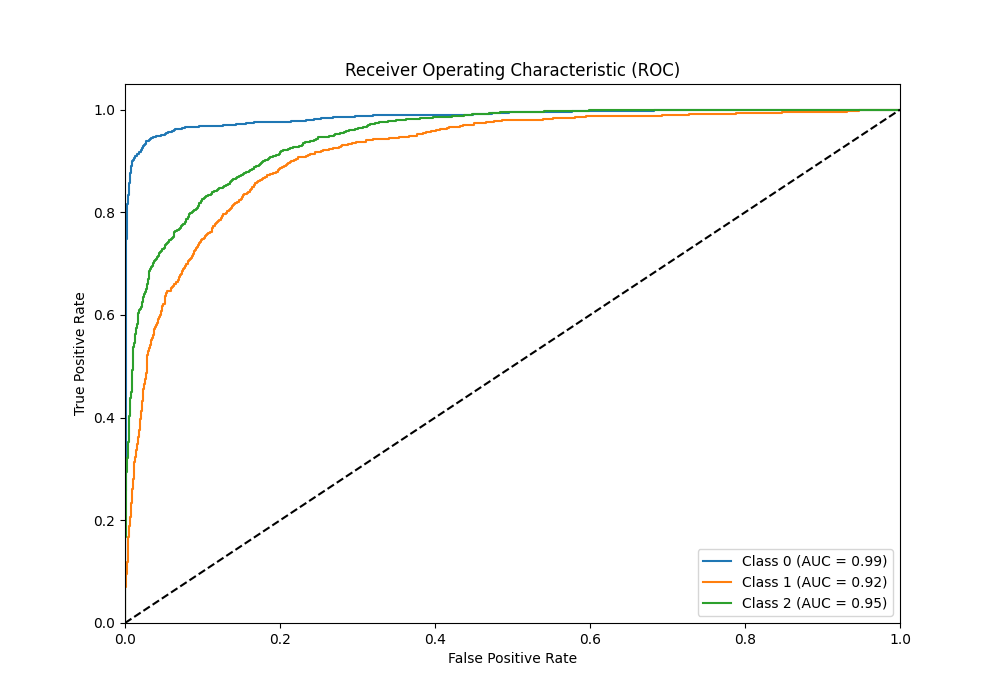 Receiver Operating Characteristic (ROC)
1.0
0.8
0.6
0.4
0.2
0.0
True Positive Rate
0.0 0.2 0.4 0.6 0.8 1.0
False Positive Rate
Class 0 (AUC = 0.99)
Class 1 (AUC = 0.92)
Class 2 (AUC = 0.95)